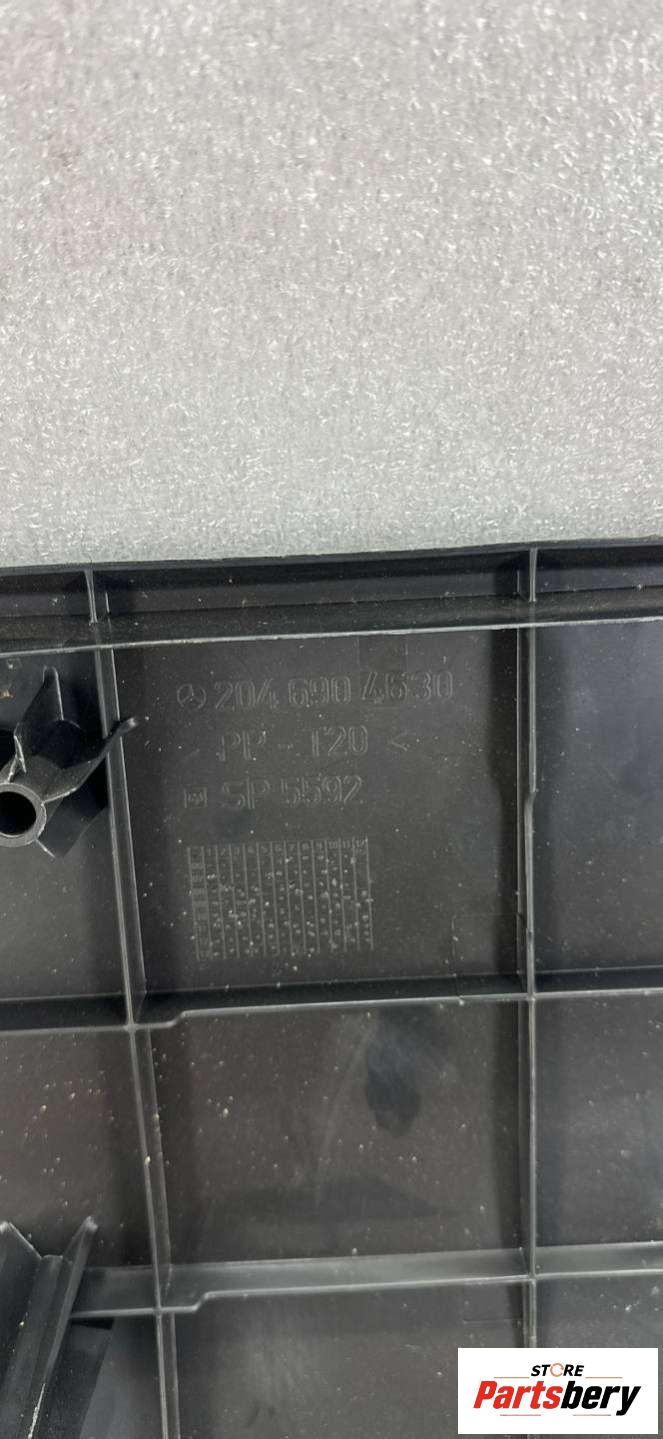 204 690 4630
> PP - T20 <
SP 5592
STORE
Partsbery